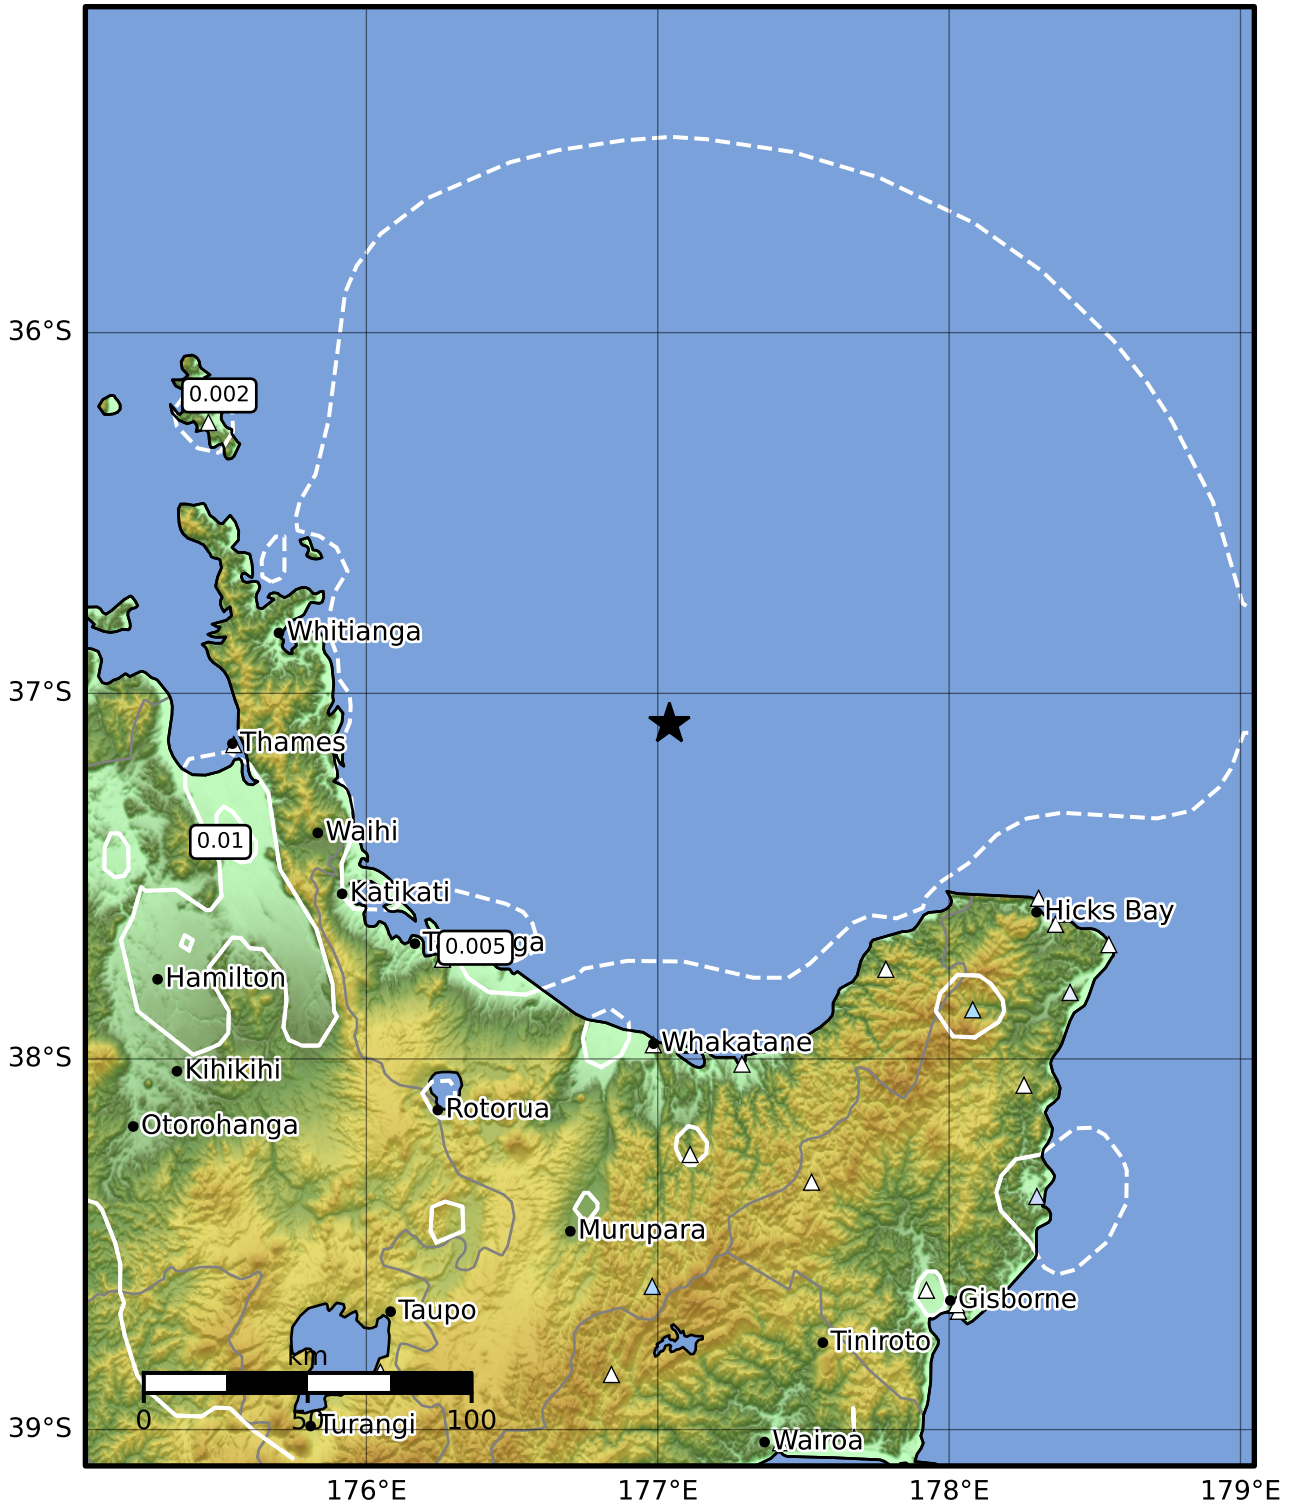 36°S
0.002
Whitianga
37°S
Thames
Waihi
0.01
Katikati
Hicks Bay
0.005
Hamilton
38°S
Whakatane
Kihikihi
Rotorua
Otorohanga
Murupara
Gisborne
Taupo
Tiniroto
km
0 50 100
Turangi
39°S
Wairoa
176°E 177°E 178°E 179°E